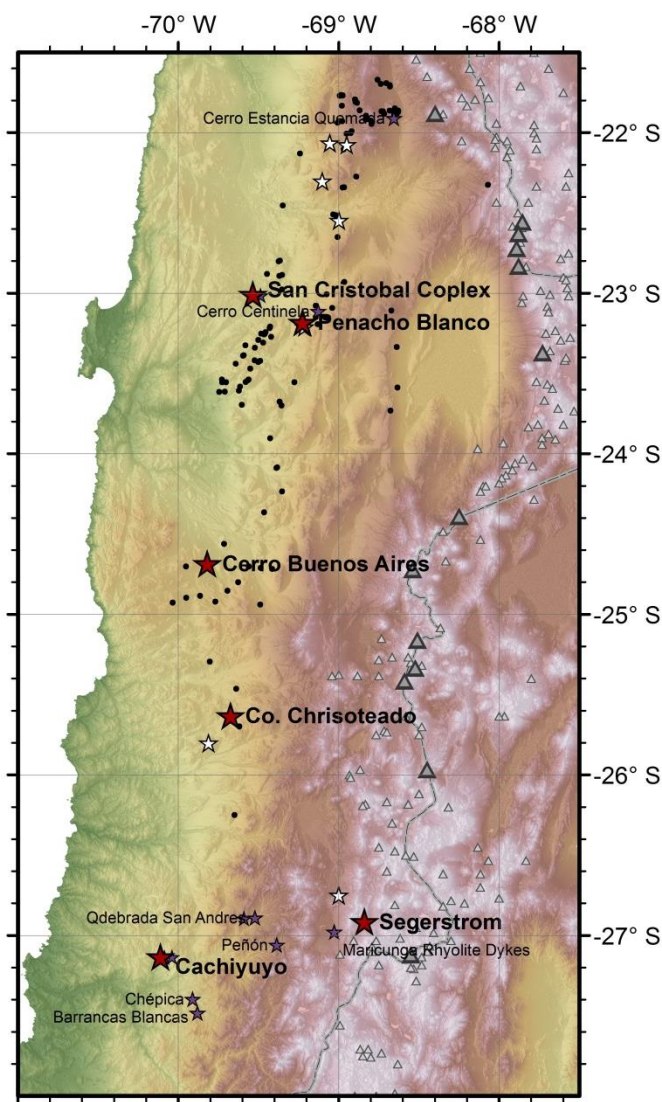 -70° W
-69° W
-68° W
Cerro Estancia Quemada
-22° S
San Cristobal Coplex
-23° S
Cerro Centinela
Penacho Blanco
-24° S
Cerro Buenos Aires
-25° S
Co. Chrisoteado
-26° S
Qdebrada San Andres
Segerstrom
Peñón
Maricunga Rhyolite Dykes
-27° S
Cachiyuyo
Chépica
Barrancas Blancas